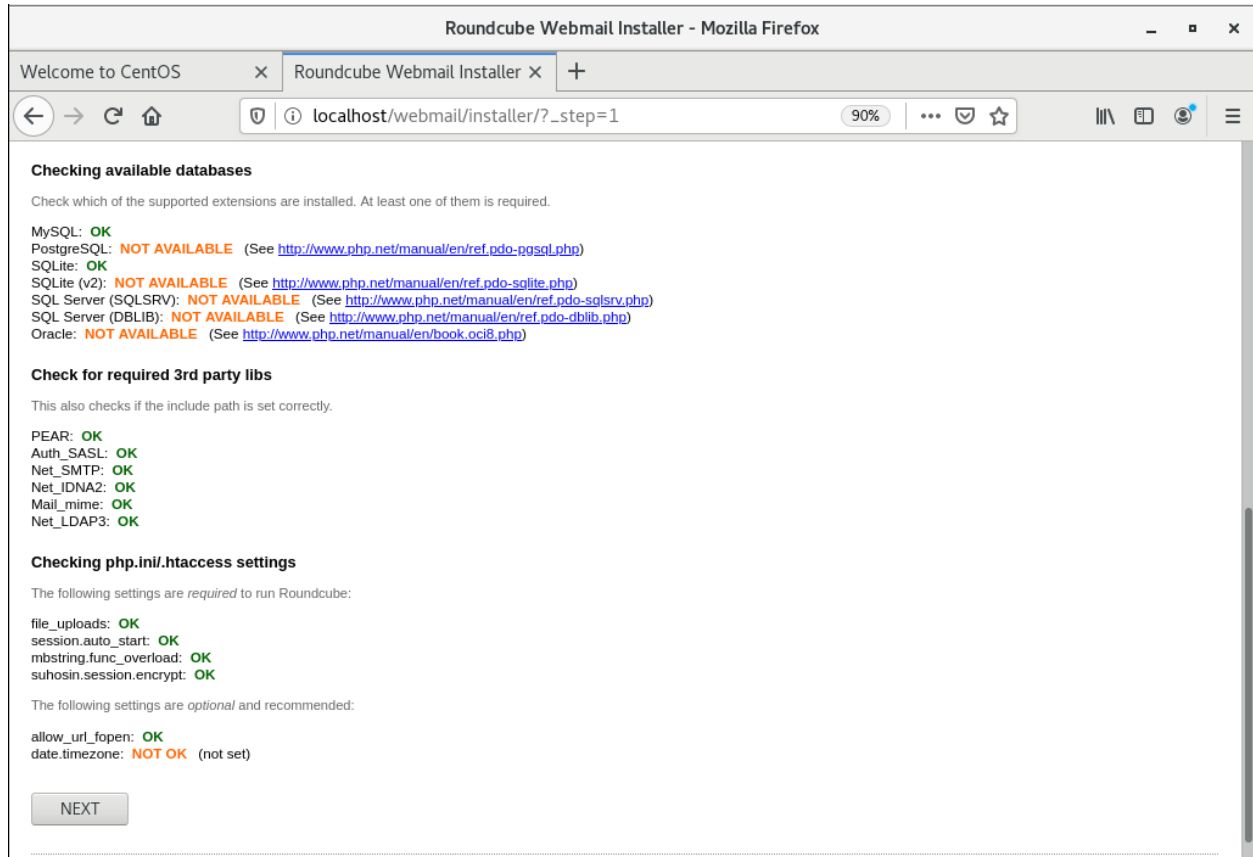 Roundcube Webmail Installer - Mozilla Firefox
Welcome to CentOS
Roundcube Webmail Installer
localhost/webmail/installer/?_step=1
90%
Checking available databases
Check which of the supported extensions are installed. At least one of them is required.
MySQL: OK
PostgreSQL: NOT AVAILABLE (See http://www.php.net/manual/en/ref.pdo-pgsql.php)
SQLite: OK
SQLite (v2): NOT AVAILABLE (See http://www.php.net/manual/en/ref.pdo-sqlite.php)
SQL Server (SQLSRV): NOT AVAILABLE (See http://www.php.net/manual/en/ref.pdo-sqlsrv.php)
SQL Server (DBLIB): NOT AVAILABLE (See http://www.php.net/manual/en/ref.pdo-dblib.php)
Oracle: NOT AVAILABLE (See http://www.php.net/manual/en/book.oci8.php)
Check for required 3rd party libs
This also checks if the include path is set correctly.
PEAR: OK
Auth_SASL: OK
Net_SMTP: OK
Net_IDNA2: OK
Mail_mime: OK
Net_LDAP3: OK
Checking php.ini/.htaccess settings
The following settings are required to run Roundcube:
file_uploads: OK
session.auto_start: OK
mbstring.func_overload: OK
suhosin.session.encrypt: OK
The following settings are optional and recommended:
allow_url_fopen: OK
date.timezone: NOT OK (not set)
NEXT